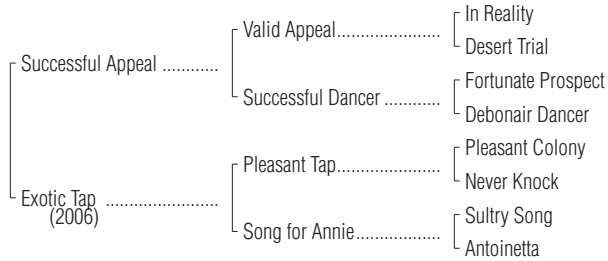 In Reality
Valid Appeal........................
Desert Trial
Successful Appeal ............
Fortunate Prospect
Successful Dancer ............
Debonair Dancer
Pleasant Colony
Pleasant Tap........................
Never Knock
Exotic Tap ........................
(2006)
Sultry Song
Song for Annie...................
Antoinetta